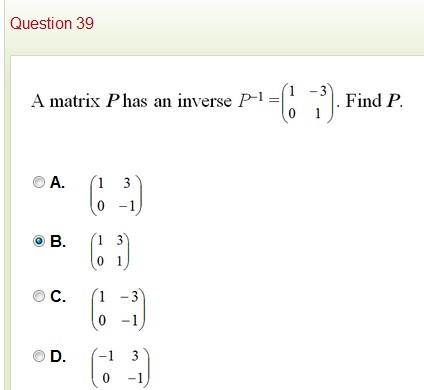 Question 39
A matrix P has an inverse P⁻¹ = (1 −3
0 1). Find P.
A. (1 3
0 −1)
B. (1 3
0 1)
C. (1 −3
0 −1)
D. (−1 3
0 −1)